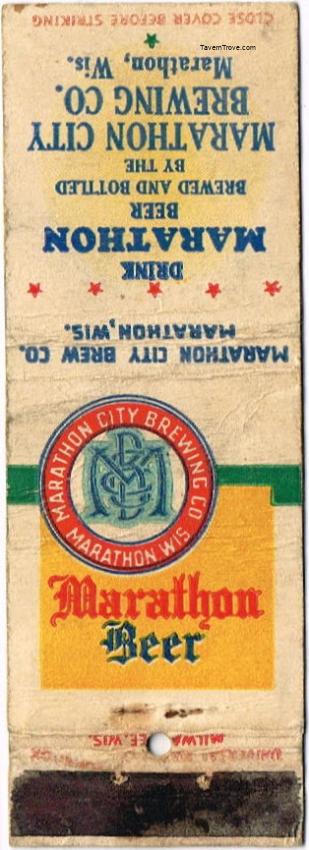 TavernTrove.com
CLOSE COVER BEFORE STRIKING
DRINK
MARATHON
BEER
BREWED AND BOTTLED
BY THE
MARATHON CITY
BREWING CO.
Marathon, Wis.
MARATHON CITY BREW CO.
MARATHON, WIS.
MARATHON CITY BREWING CO
MARATHON WIS
Marathon
Beer
UNIVERSAL
WIS.